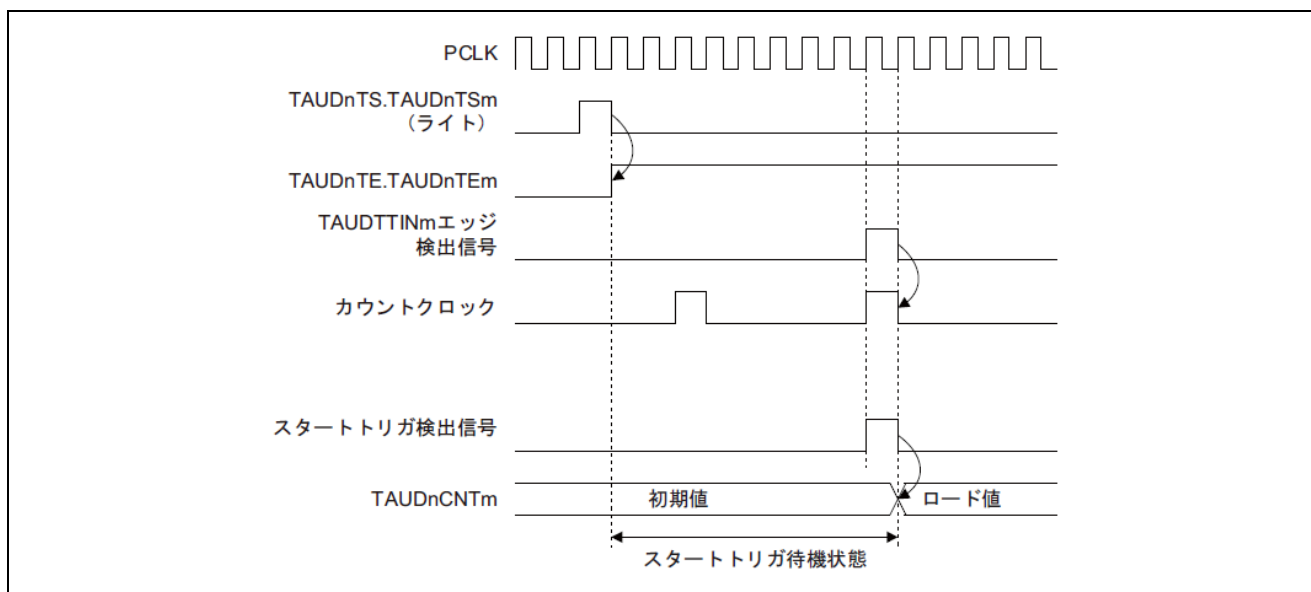 PCLK
TAUDnTS.TAUDnTSm
（ライト）
TAUDnTE.TAUDnTEm
TAUDTTINmエッジ
検出信号
カウントクロック
スタートトリガ検出信号
TAUDnCNTm
初期値
ロード値
スタートトリガ待機状態